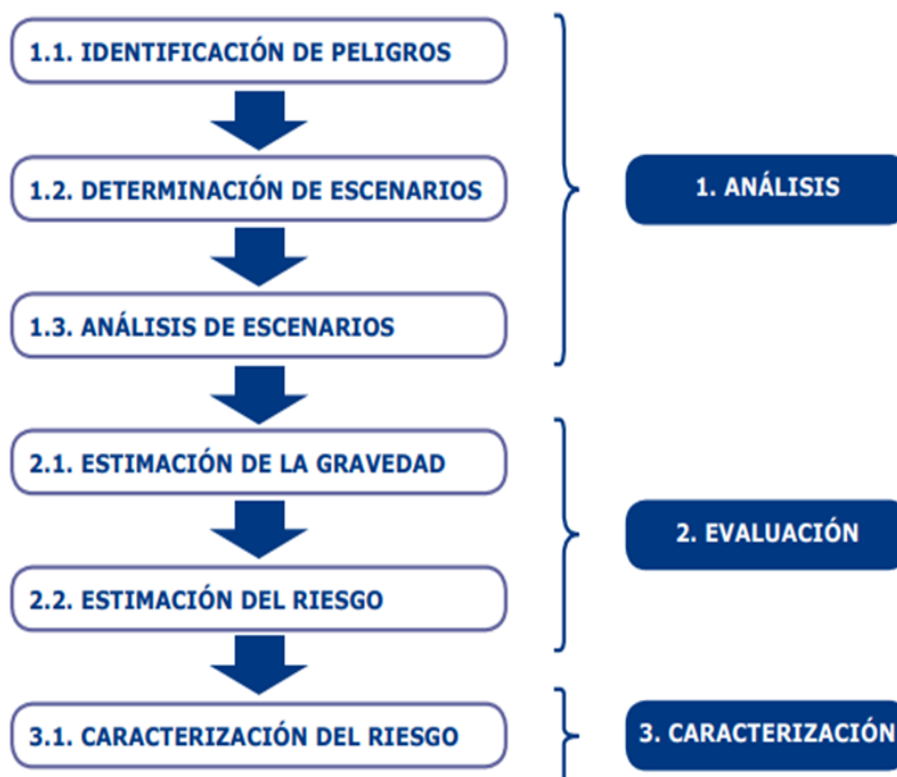 1.1. IDENTIFICACIÓN DE PELIGROS
1.2. DETERMINACIÓN DE ESCENARIOS
1. ANÁLISIS
1.3. ANÁLISIS DE ESCENARIOS
2.1. ESTIMACIÓN DE LA GRAVEDAD
2. EVALUACIÓN
2.2. ESTIMACIÓN DEL RIESGO
3.1. CARACTERIZACIÓN DEL RIESGO
3. CARACTERIZACIÓN